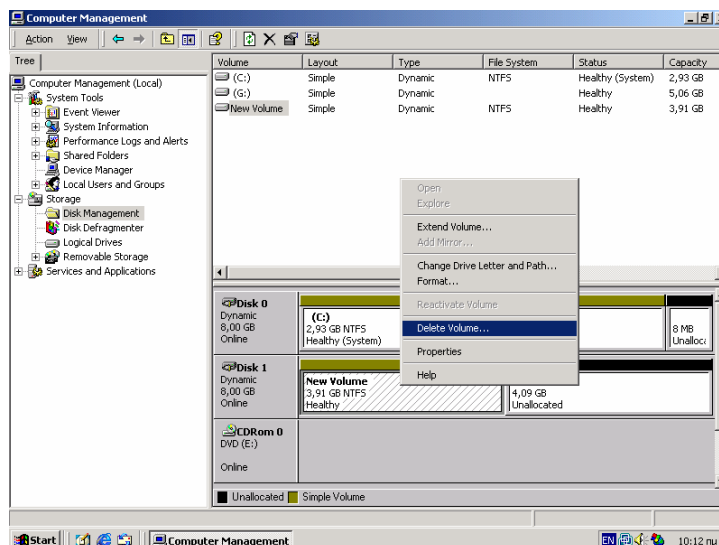 Computer Management
Action View
Tree
Computer Management (Local)
System Tools
Event Viewer
System Information
Performance Logs and Alerts
Shared Folders
Device Manager
Local Users and Groups
Storage
Disk Management
Disk Defragmenter
Logical Drives
Removable Storage
Services and Applications
Volume Layout Type File System Status Capacity
(C:) Simple Dynamic NTFS Healthy (System) 2,93 GB
(G:) Simple Dynamic Healthy 5,06 GB
New Volume Simple Dynamic NTFS Healthy 3,91 GB
Open
Explore
Extend Volume...
Add Mirror...
Change Drive Letter and Path...
Format...
Reactivate Volume
Delete Volume...
Properties
Help
Disk 0
Dynamic
8,00 GB
Online
(C:)
2,93 GB NTFS
Healthy (System)
8 MB
Unalloc
Disk 1
Dynamic
8,00 GB
Online
New Volume
3,91 GB NTFS
Healthy
4,09 GB
Unallocated
CDRom 0
DVD (E:)
Online
Unallocated Simple Volume
Start Computer Management EN 10:12 πμ